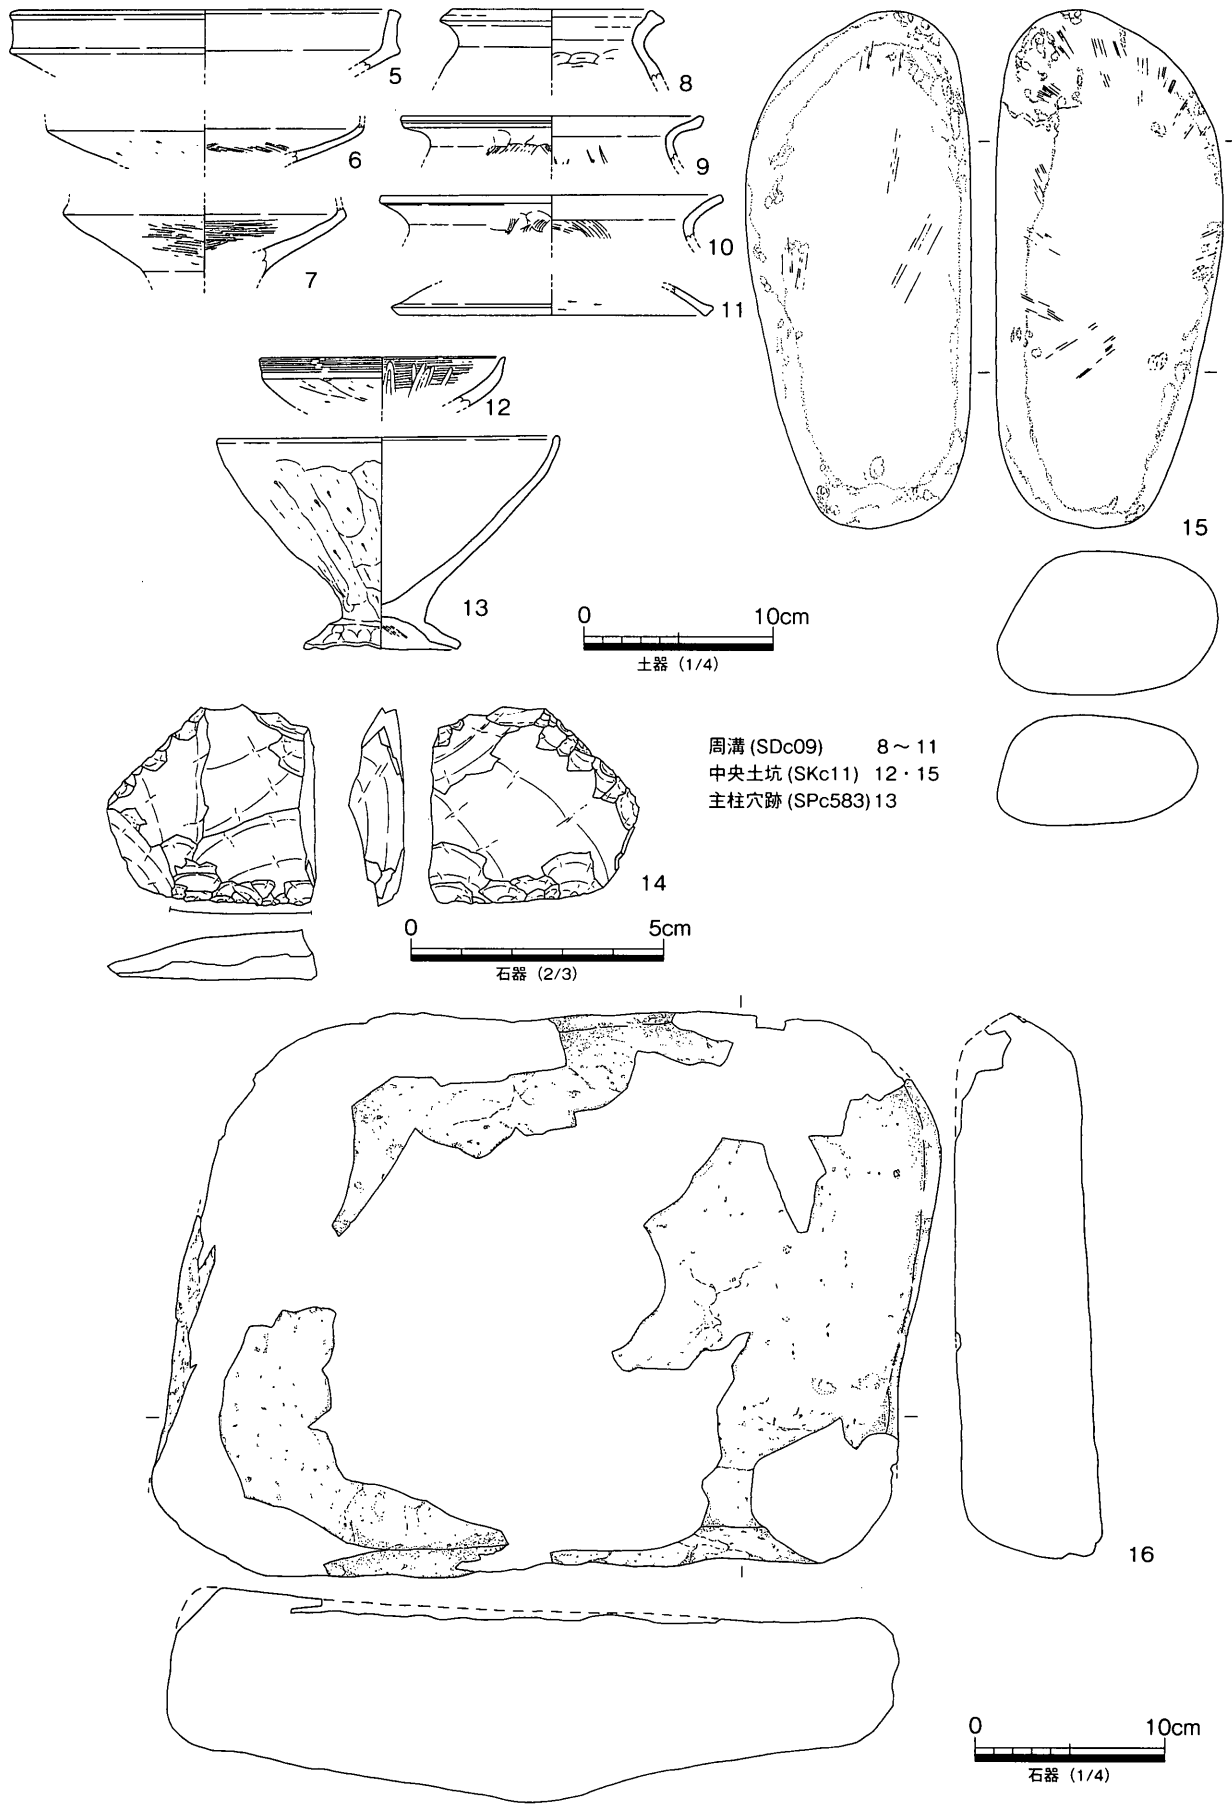 5
8
6
9
7
10
11
12
15
13
0 10cm
土器 (1/4)
周溝 (SDc09) 8～11
中央土坑 (SKc11) 12・15
主柱穴跡 (SPc583) 13
14
0 5cm
石器 (2/3)
16
0 10cm
石器 (1/4)